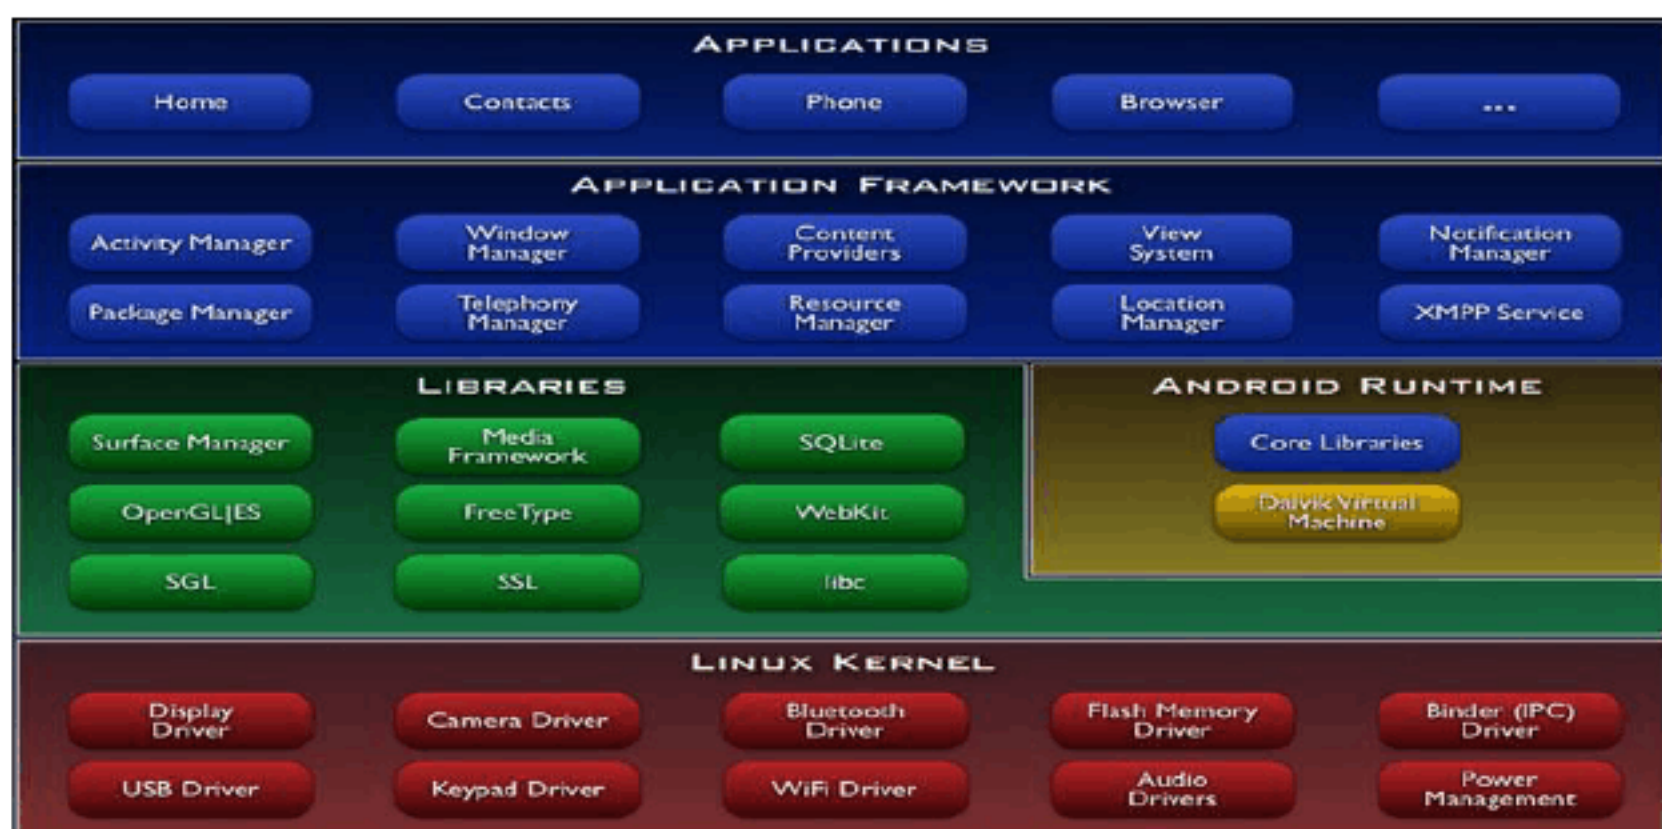 APPLICATIONS
Home
Contacts
Phone
Browser
...
APPLICATION FRAMEWORK
Activity Manager
Window
Manager
Content
Providers
View
System
Notification
Manager
Package Manager
Telephony
Manager
Resource
Manager
Location
Manager
XMPP Service
LIBRARIES
Surface Manager
Media
Framework
SQLite
OpenGL|ES
FreeType
WebKit
SGL
SSL
libc
ANDROID RUNTIME
Core Libraries
Dalvik Virtual
Machine
LINUX KERNEL
Display
Driver
Camera Driver
Bluetooth
Driver
Flash Memory
Driver
Binder (IPC)
Driver
USB Driver
Keypad Driver
WiFi Driver
Audio
Drivers
Power
Management